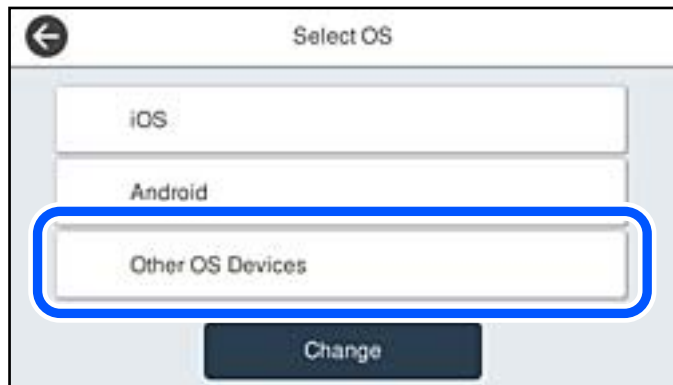 Select OS
iOS
Android
Other OS Devices
Change